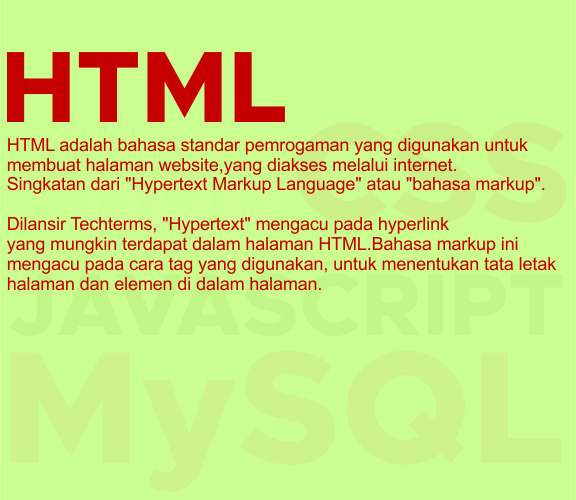 HTML
HTML adalah bahasa standar pemrogaman yang digunakan untuk
membuat halaman website,yang diakses melalui internet.
Singkatan dari "Hypertext Markup Language" atau "bahasa markup".
Dilansir Techterms, "Hypertext" mengacu pada hyperlink
yang mungkin terdapat dalam halaman HTML.Bahasa markup ini
mengacu pada cara tag yang digunakan, untuk menentukan tata letak
halaman dan elemen di dalam halaman.
CSS
JAVASCRIPT
MySQL